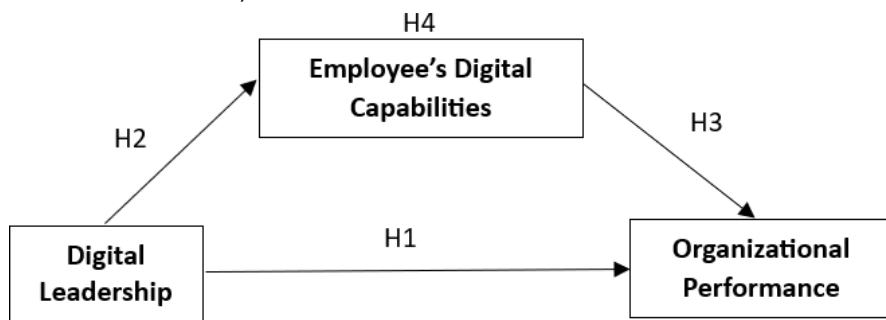 H4
Employee's Digital
Capabilities
H2
H3
H1
Digital
Leadership
Organizational
Performance